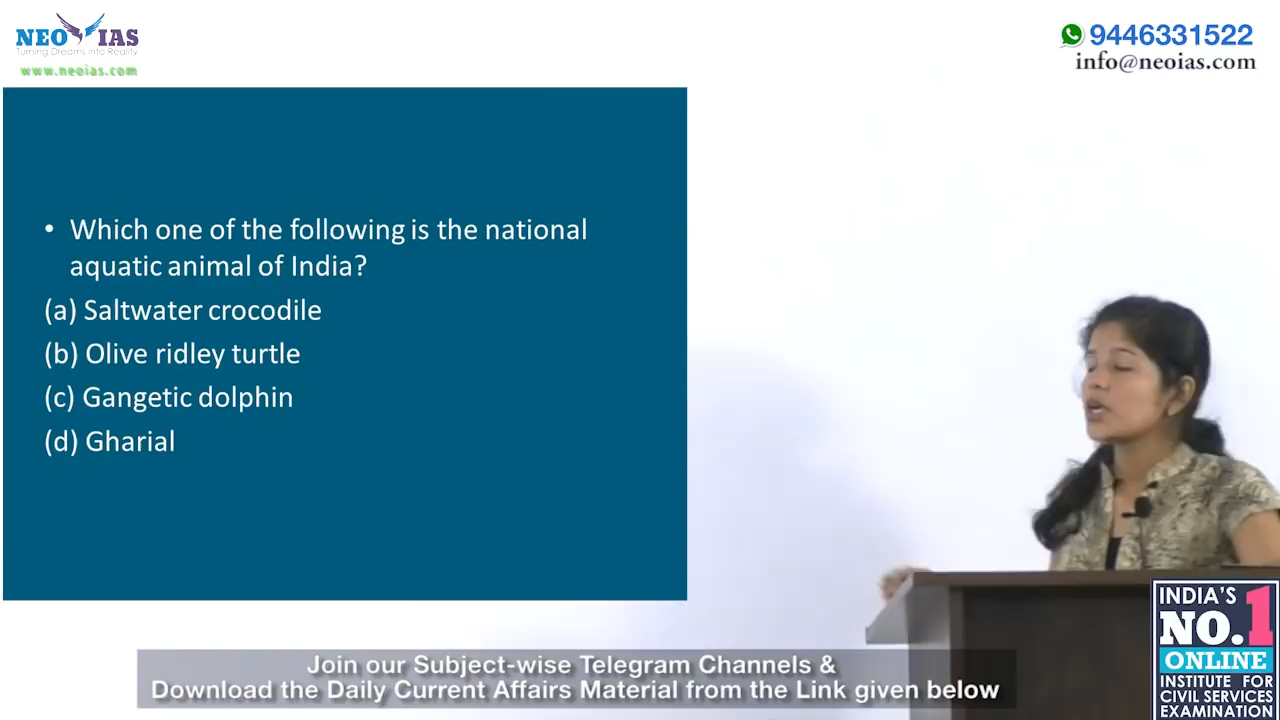 NEO IAS
Turning Dreams into Reality
www.neoias.com
9446331522
info@neoias.com
• Which one of the following is the national
aquatic animal of India?
(a) Saltwater crocodile
(b) Olive ridley turtle
(c) Gangetic dolphin
(d) Gharial
INDIA'S
NO.1
ONLINE
INSTITUTE FOR
CIVIL SERVICES
EXAMINATION
Join our Subject-wise Telegram Channels &
Download the Daily Current Affairs Material from the Link given below